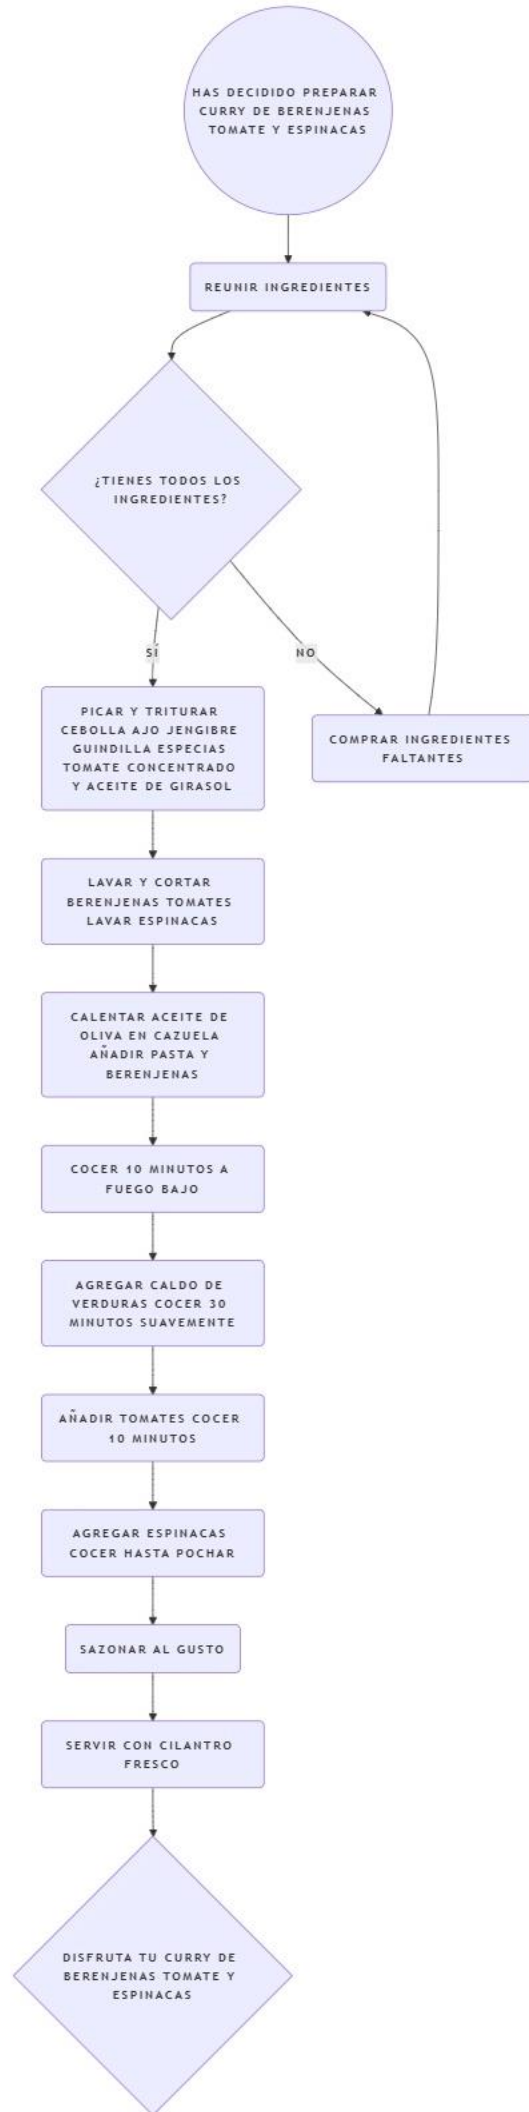 HAS DECIDIDO PREPARAR
CURRY DE BERENJENAS
TOMATE Y ESPINACAS
REUNIR INGREDIENTES
¿TIENES TODOS LOS
INGREDIENTES?
SÍ
NO
PICAR Y TRITURAR
CEBOLLA AJO JENGIBRE
GUINDILLA ESPECIAS
TOMATE CONCENTRADO
Y ACEITE DE GIRASOL
COMPRAR INGREDIENTES
FALTANTES
LAVAR Y CORTAR
BERENJENAS TOMATES
LAVAR ESPINACAS
CALENTAR ACEITE DE
OLIVA EN CAZUELA
AÑADIR PASTA Y
BERENJENAS
COCER 10 MINUTOS A
FUEGO BAJO
AGREGAR CALDO DE
VERDURAS COCER 30
MINUTOS SUAVEMENTE
AÑADIR TOMATES COCER
10 MINUTOS
AGREGAR ESPINACAS
COCER HASTA POCHAR
SAZONAR AL GUSTO
SERVIR CON CILANTRO
FRESCO
DISFRUTA TU CURRY DE
BERENJENAS TOMATE Y
ESPINACAS